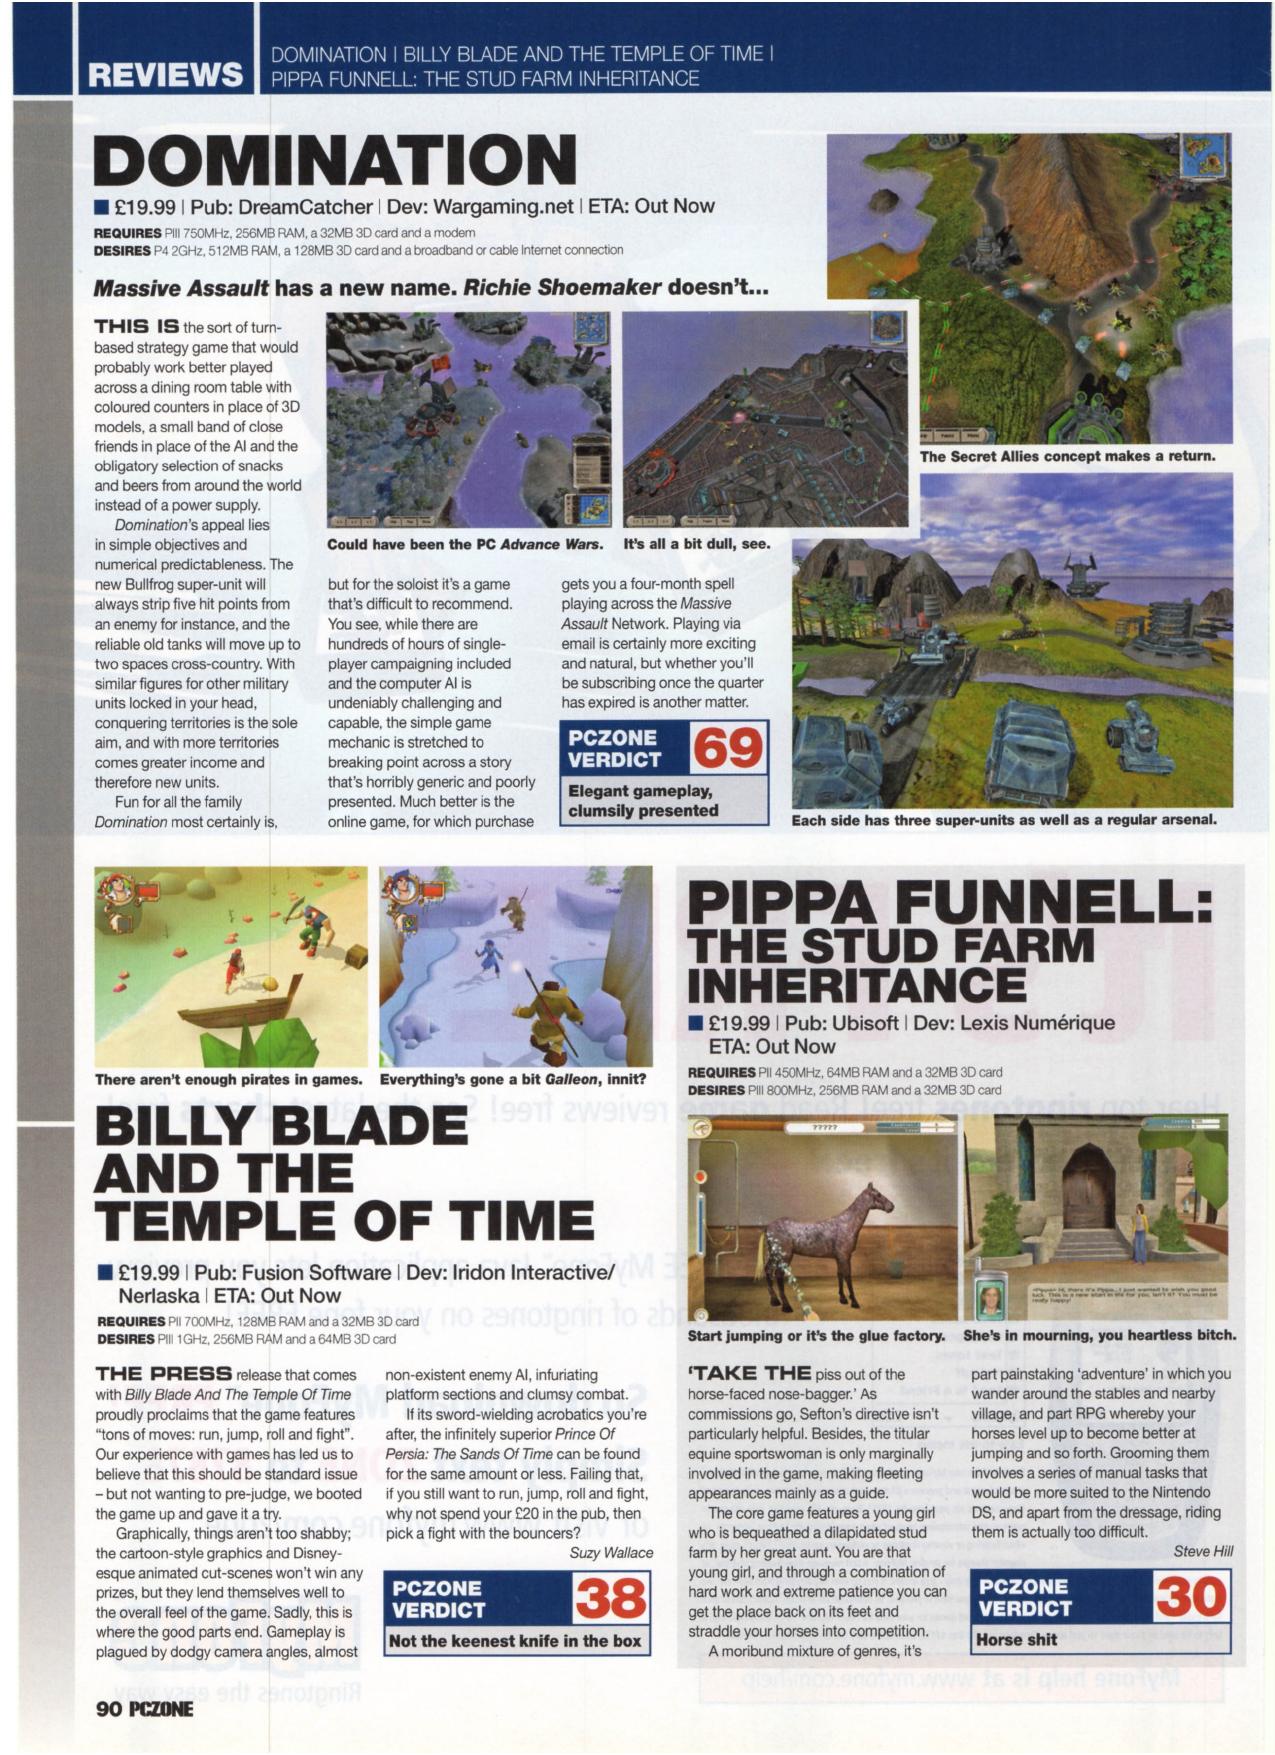 REVIEWS
DOMINATION | BILLY BLADE AND THE TEMPLE OF TIME |
PIPPA FUNNELL: THE STUD FARM INHERITANCE
DOMINATION
■ £19.99 | Pub: DreamCatcher | Dev: Wargaming.net | ETA: Out Now
REQUIRES PIII 750MHz, 256MB RAM, a 32MB 3D card and a modem
DESIRES P4 2GHz, 512MB RAM, a 128MB 3D card and a broadband or cable Internet connection
Massive Assault has a new name. Richie Shoemaker doesn't...
THIS IS the sort of turn-
based strategy game that would
probably work better played
across a dining room table with
coloured counters in place of 3D
models, a small band of close
friends in place of the AI and the
obligatory selection of snacks
and beers from around the world
instead of a power supply.
Domination's appeal lies
in simple objectives and
numerical predictableness. The
new Bullfrog super-unit will
always strip five hit points from
an enemy for instance, and the
reliable old tanks will move up to
two spaces cross-country. With
similar figures for other military
units locked in your head,
conquering territories is the sole
aim, and with more territories
comes greater income and
therefore new units.
Fun for all the family
Domination most certainly is,
Could have been the PC Advance Wars.
It's all a bit dull, see.
The Secret Allies concept makes a return.
but for the soloist it's a game
that's difficult to recommend.
You see, while there are
hundreds of hours of single-
player campaigning included
and the computer AI is
undeniably challenging and
capable, the simple game
mechanic is stretched to
breaking point across a story
that's horribly generic and poorly
presented. Much better is the
online game, for which purchase
gets you a four-month spell
playing across the Massive
Assault Network. Playing via
email is certainly more exciting
and natural, but whether you'll
be subscribing once the quarter
has expired is another matter.
PCZONE
VERDICT
69
Elegant gameplay,
clumsily presented
Each side has three super-units as well as a regular arsenal.
There aren't enough pirates in games.
Everything's gone a bit Galleon, innit?
BILLY BLADE
AND THE
TEMPLE OF TIME
■ £19.99 | Pub: Fusion Software | Dev: Iridon Interactive/
Nerlaska | ETA: Out Now
REQUIRES PII 700MHz, 128MB RAM and a 32MB 3D card
DESIRES PIII 1GHz, 256MB RAM and a 64MB 3D card
THE PRESS release that comes
with Billy Blade And The Temple Of Time
proudly proclaims that the game features
“tons of moves: run, jump, roll and fight”.
Our experience with games has led us to
believe that this should be standard issue
– but not wanting to pre-judge, we booted
the game up and gave it a try.
Graphically, things aren't too shabby;
the cartoon-style graphics and Disney-
esque animated cut-scenes won't win any
prizes, but they lend themselves well to
the overall feel of the game. Sadly, this is
where the good parts end. Gameplay is
plagued by dodgy camera angles, almost
non-existent enemy AI, infuriating
platform sections and clumsy combat.
If its sword-wielding acrobatics you're
after, the infinitely superior Prince Of
Persia: The Sands Of Time can be found
for the same amount or less. Failing that,
if you still want to run, jump, roll and fight,
why not spend your £20 in the pub, then
pick a fight with the bouncers?
Suzy Wallace
PCZONE
VERDICT
38
Not the keenest knife in the box
PIPPA FUNNELL:
THE STUD FARM
INHERITANCE
■ £19.99 | Pub: Ubisoft | Dev: Lexis Numérique
ETA: Out Now
REQUIRES PII 450MHz, 64MB RAM and a 32MB 3D card
DESIRES PIII 800MHz, 256MB RAM and a 32MB 3D card
?????
Start jumping or it's the glue factory.
She's in mourning, you heartless bitch.
‘TAKE THE piss out of the
horse-faced nose-bagger.’ As
commissions go, Sefton's directive isn't
particularly helpful. Besides, the titular
equine sportswoman is only marginally
involved in the game, making fleeting
appearances mainly as a guide.
The core game features a young girl
who is bequeathed a dilapidated stud
farm by her great aunt. You are that
young girl, and through a combination of
hard work and extreme patience you can
get the place back on its feet and
straddle your horses into competition.
A moribund mixture of genres, it's
part painstaking ‘adventure’ in which you
wander around the stables and nearby
village, and part RPG whereby your
horses level up to become better at
jumping and so forth. Grooming them
involves a series of manual tasks that
would be more suited to the Nintendo
DS, and apart from the dressage, riding
them is actually too difficult.
Steve Hill
PCZONE
VERDICT
30
Horse shit
90 PCZONE